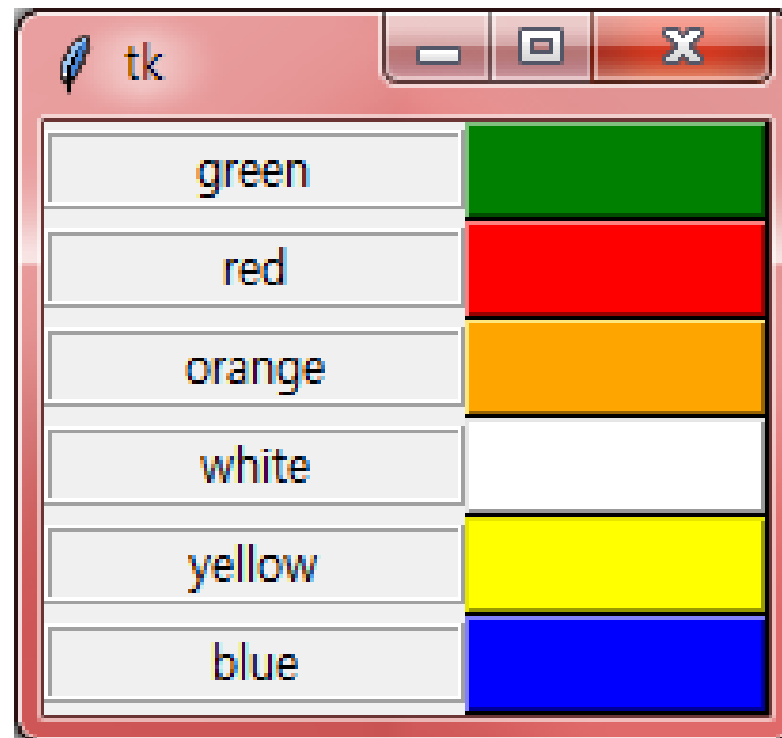 tk
green
red
orange
white
yellow
blue